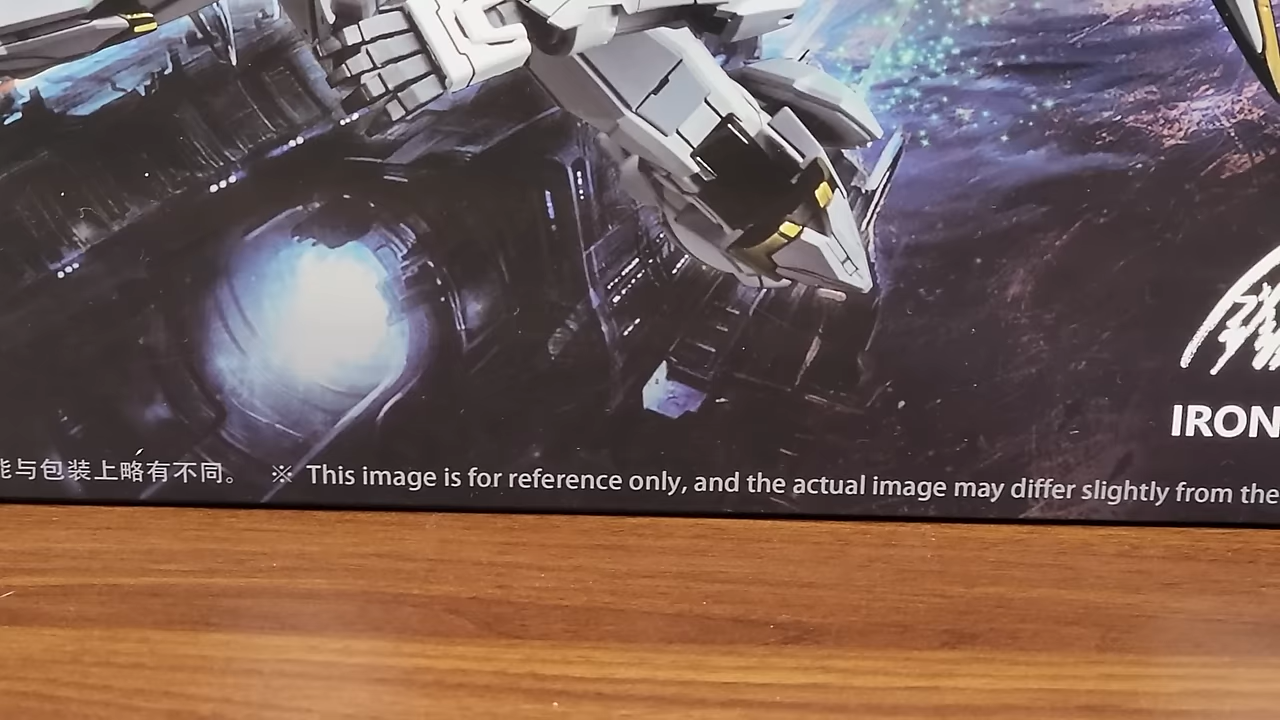 IRON
能与包装上略有不同。 ※ This image is for reference only, and the actual image may differ slightly from the